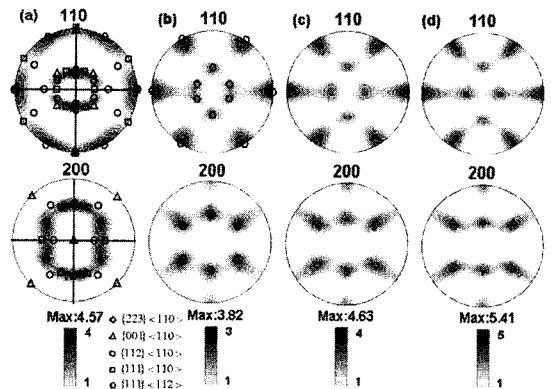 (a) (b) (c) (d)
110 110 110 110
200 200 200 200
Max:4.57 Max:3.82 Max:4.63 Max:5.41
4 3 4 5
{223} <110>
{001} <110>
{112} <110>
{111} <110>
{111} <112>
1 1 1 1